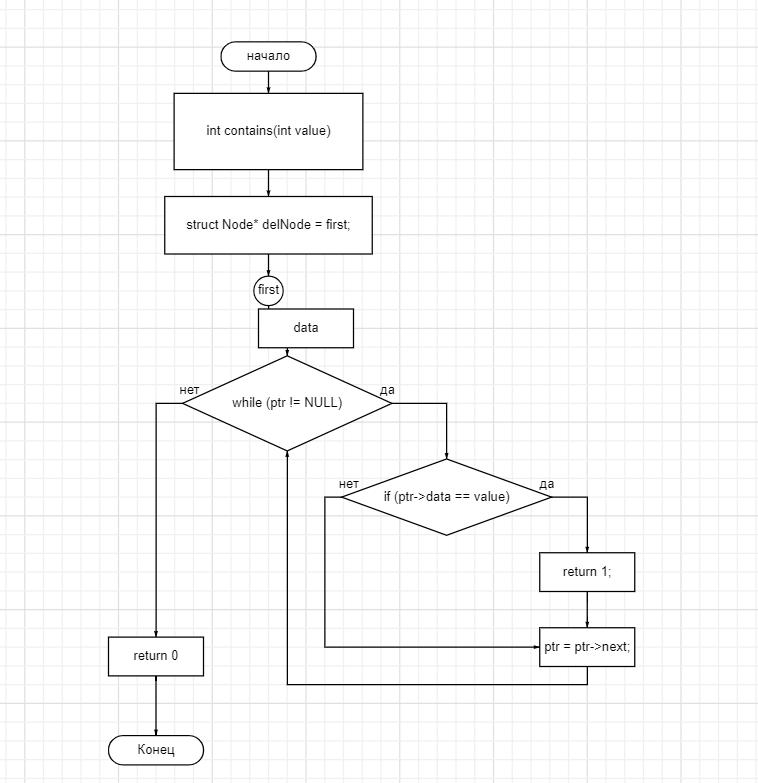 начало
int contains(int value)
struct Node* delNode = first;
first
data
нет
да
while (ptr != NULL)
нет
да
if (ptr->data == value)
return 1;
return 0
ptr = ptr->next;
Конец